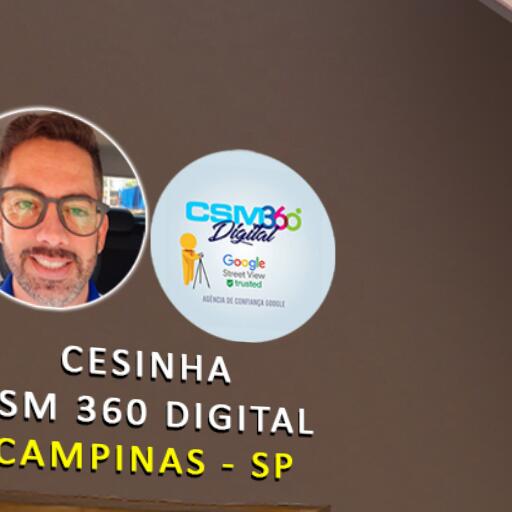 CSM360°
Digital
Google
Street View
trusted
AGÊNCIA DE CONFIANÇA GOOGLE
CESINHA
SM 360 DIGITAL
CAMPINAS - SP